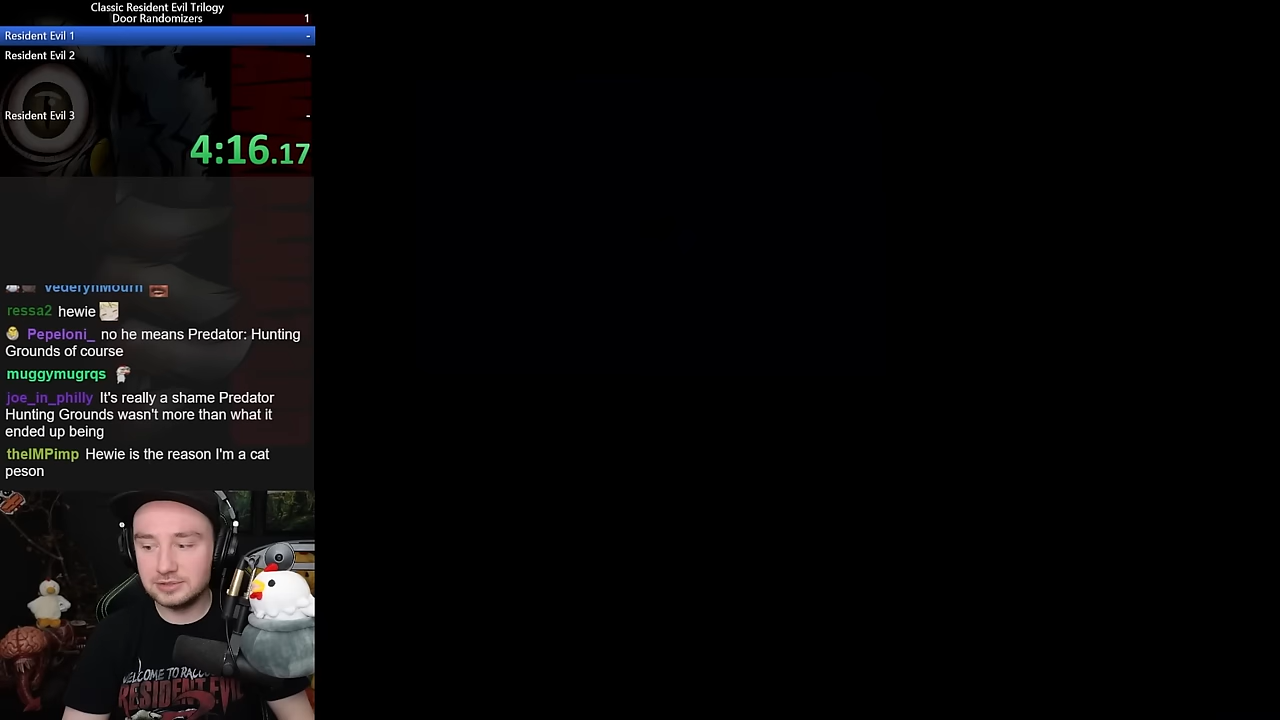 Classic Resident Evil Trilogy
Door Randomizers
1
Resident Evil 1 -
Resident Evil 2 -
Resident Evil 3 -
4:16.17
VederynMourn
ressa2 hewie
Pepeloni_ no he means Predator: Hunting
Grounds of course
muggymugrqs
joe_in_philly It's really a shame Predator
Hunting Grounds wasn't more than what it
ended up being
theIMPimp Hewie is the reason I'm a cat
peson
WELCOME TO
RESIDENT EVIL